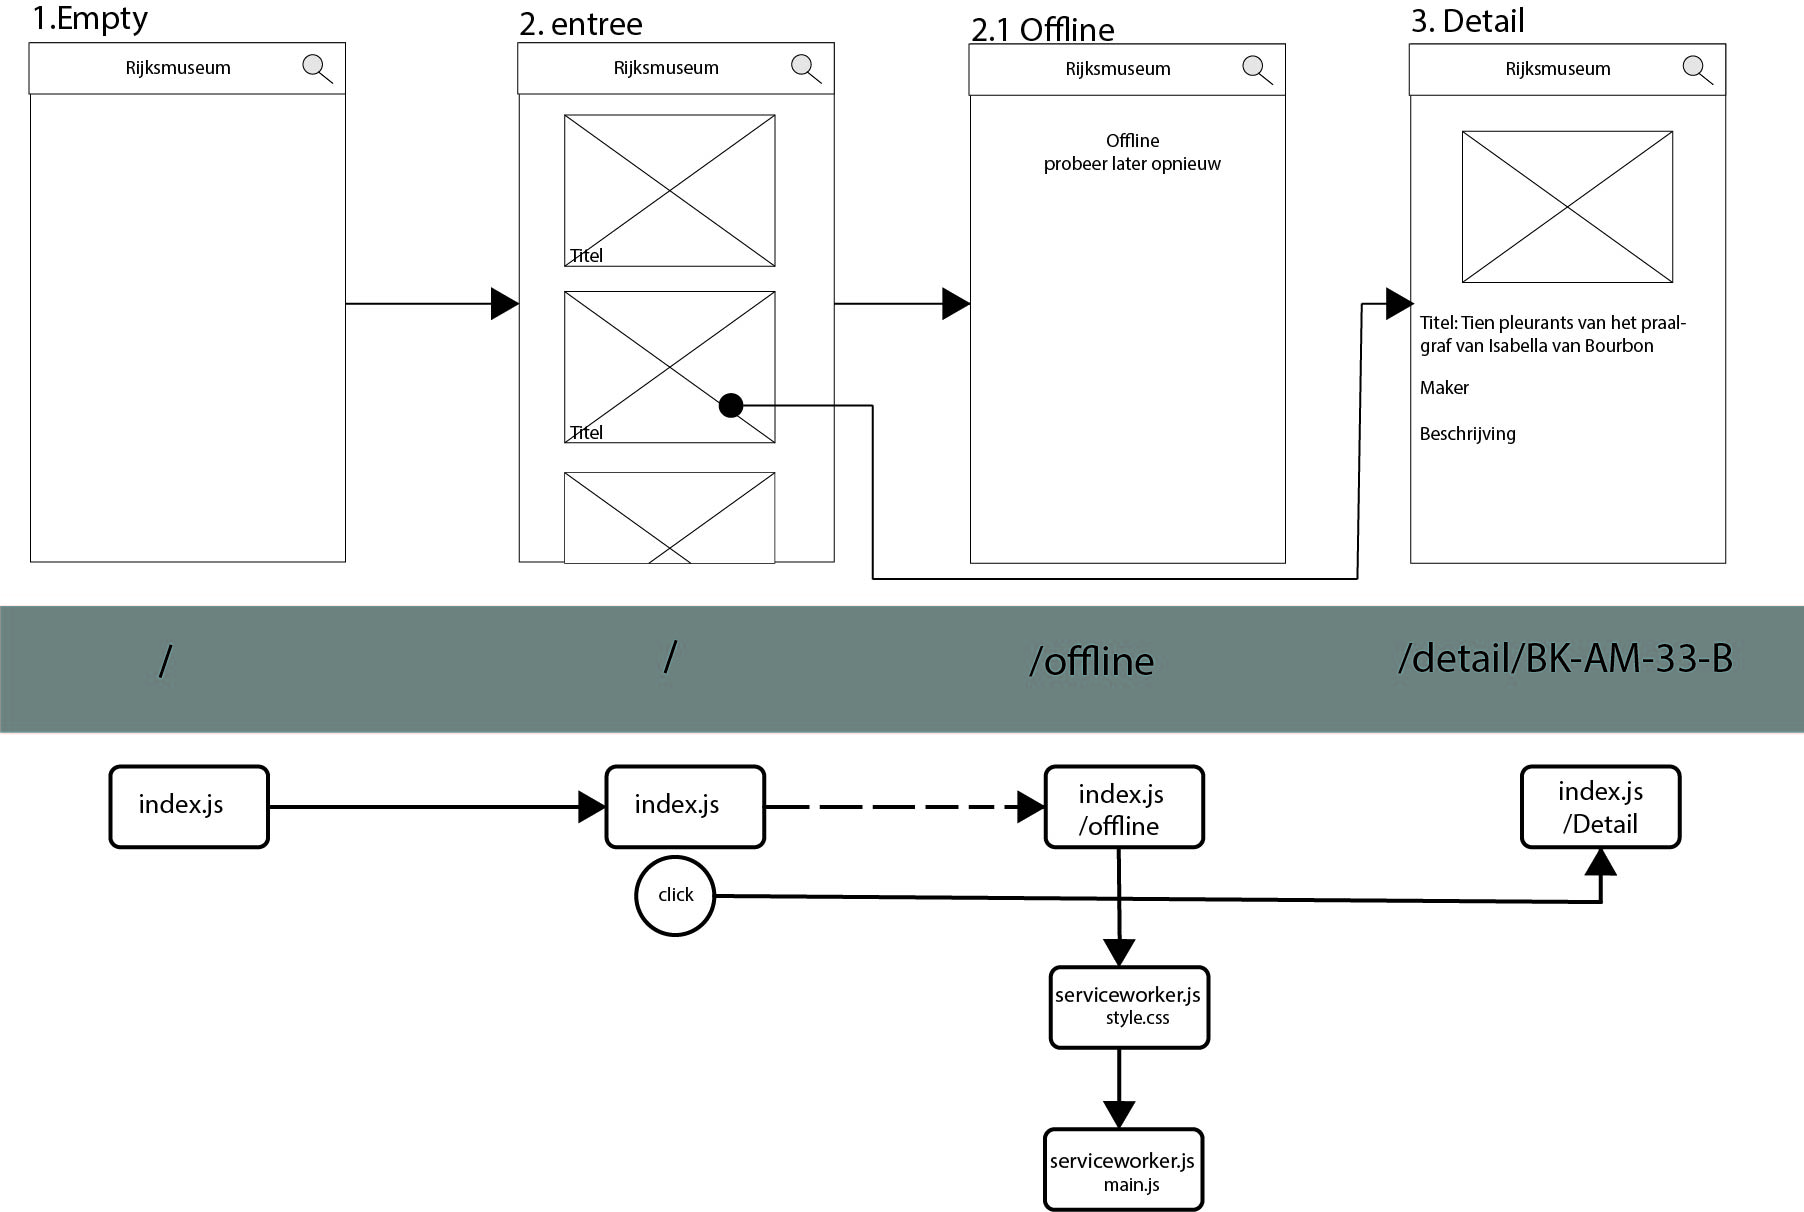 1.Empty
2. entree
2.1 Offline
3. Detail
Rijksmuseum
Rijksmuseum
Rijksmuseum
Rijksmuseum
Titel
Titel
Offline
probeer later opnieuw
Titel: Tien pleurants van het praal-
graf van Isabella van Bourbon
Maker
Beschrijving
/
/
/offline
/detail/BK-AM-33-B
index.js
index.js
index.js
/offline
index.js
/Detail
click
serviceworker.js
style.css
serviceworker.js
main.js